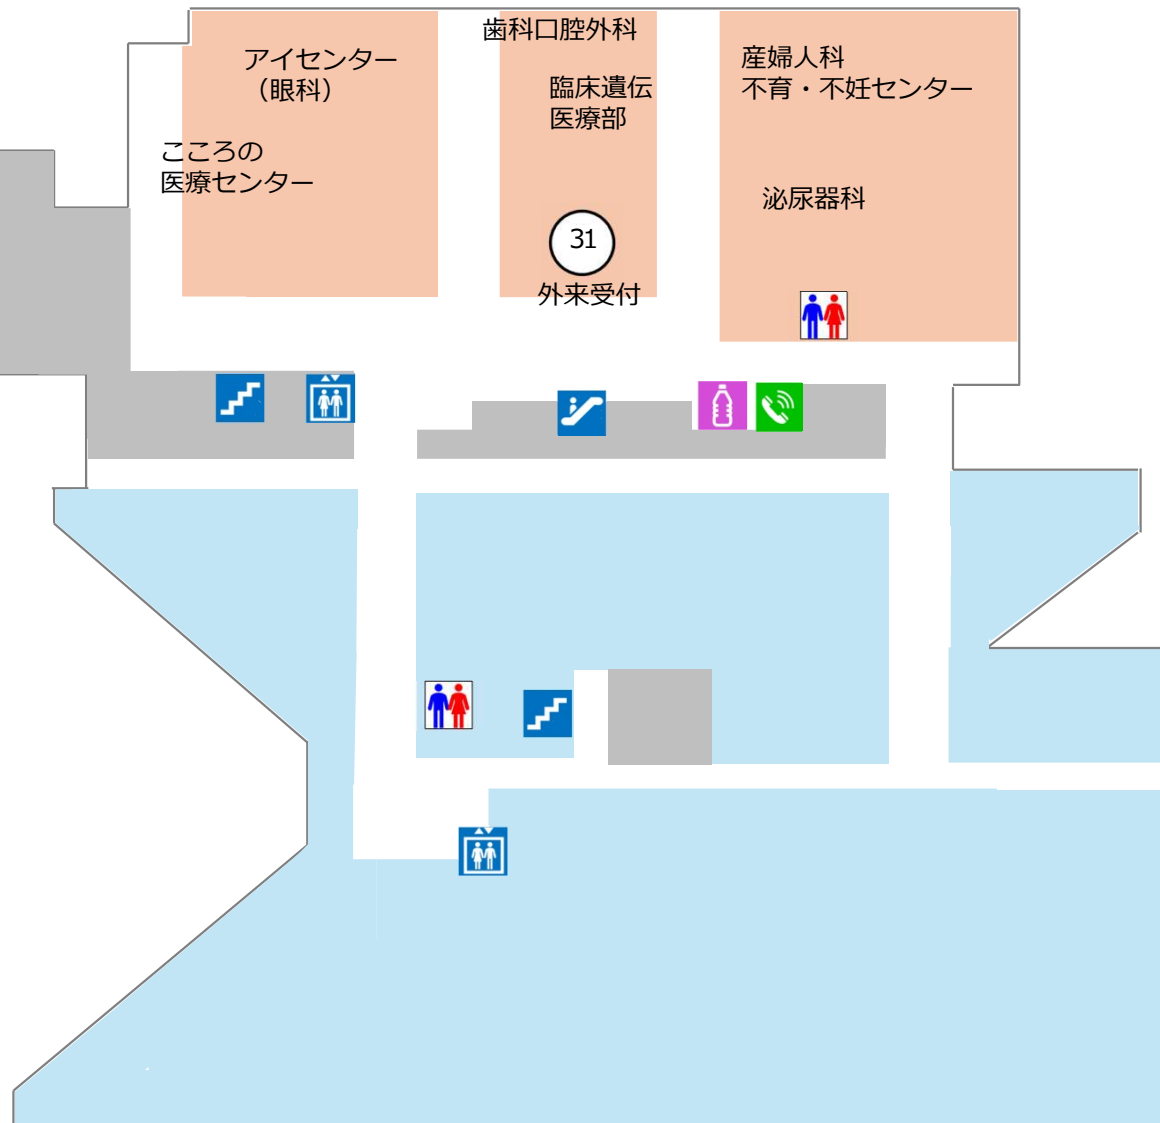 歯科口腔外科
アイセンター
（眼科）
臨床遺伝
医療部
産婦人科
不育・不妊センター
こころの
医療センター
泌尿器科
31
外来受付